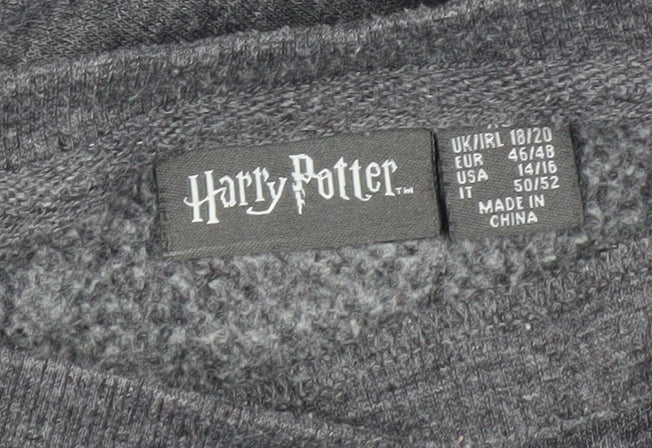 Harry Potter™
UK/IRL 18/20
EUR 46/48
USA 14/16
IT 50/52
MADE IN
CHINA